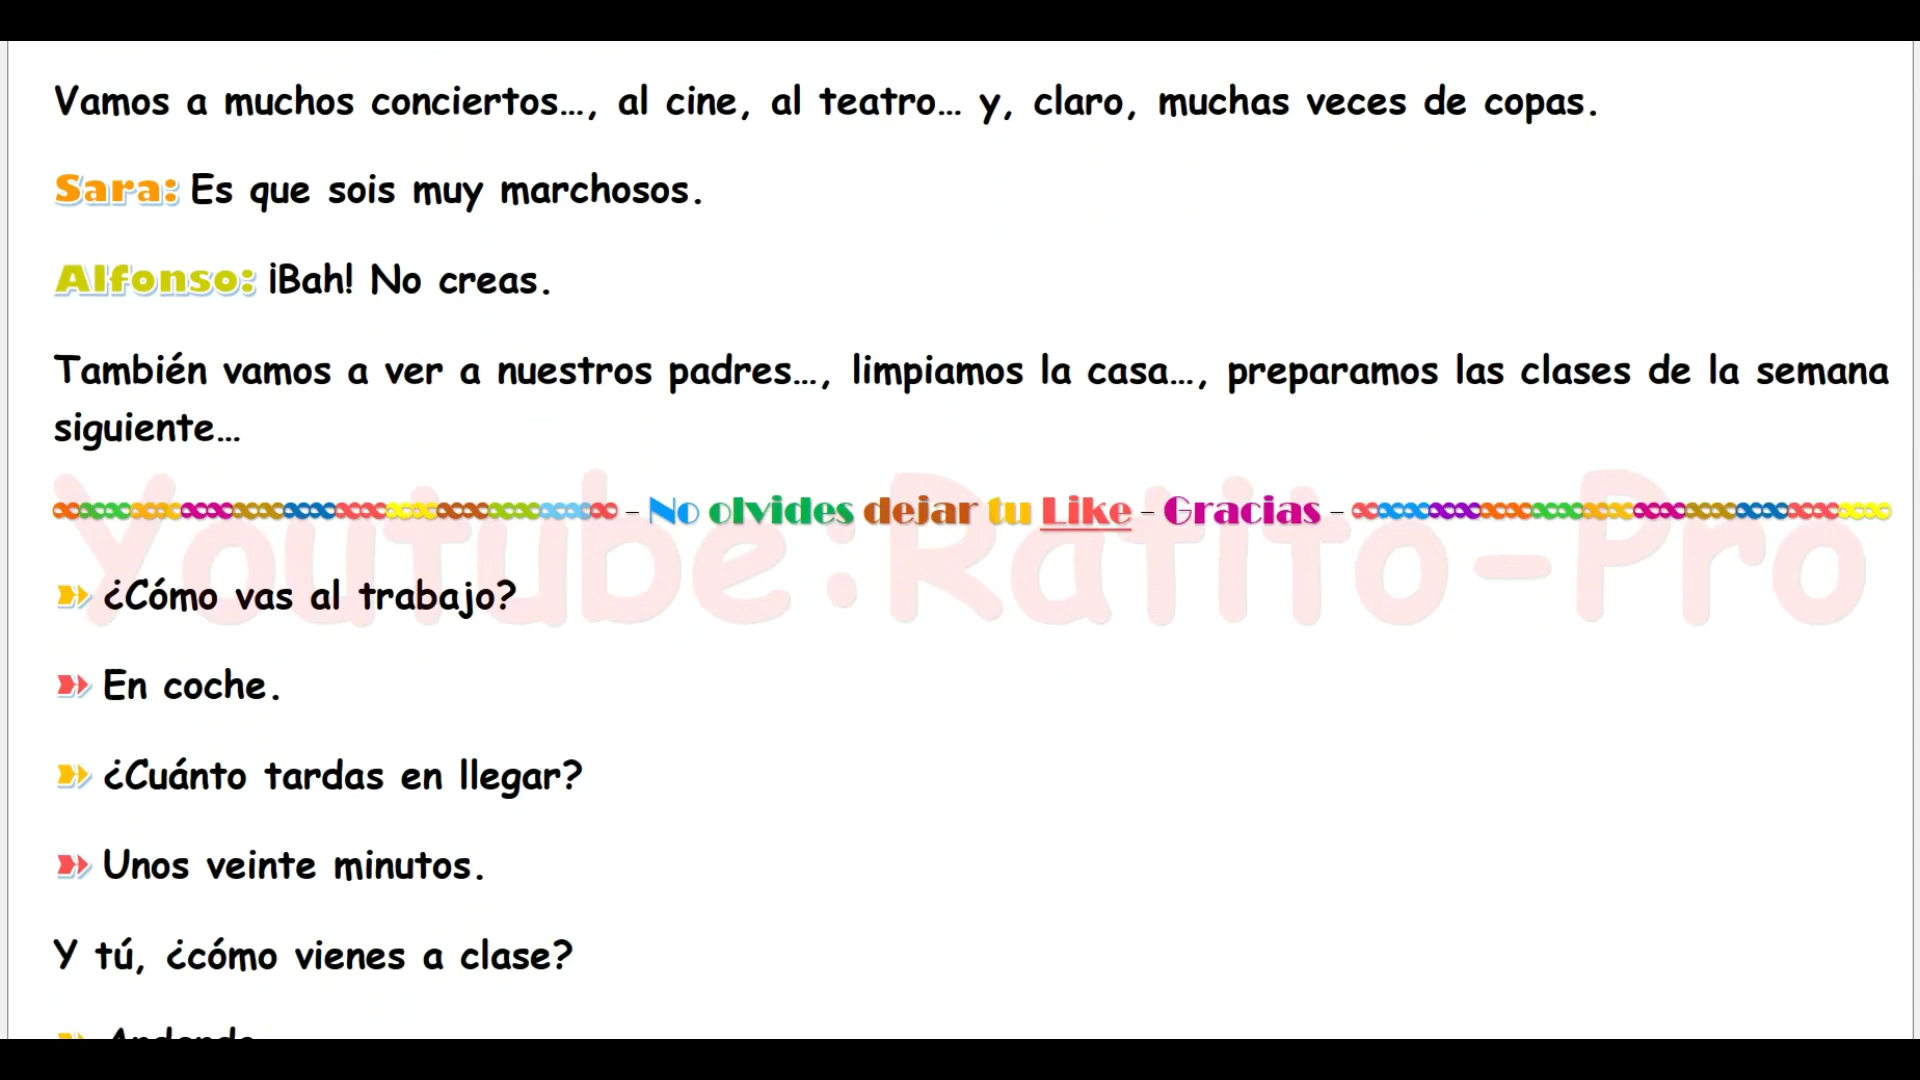 Vamos a muchos conciertos..., al cine, al teatro... y, claro, muchas veces de copas.
Sara: Es que sois muy marchosos.
Alfonso: ¡Bah! No creas.
También vamos a ver a nuestros padres..., limpiamos la casa..., preparamos las clases de la semana
siguiente...
- No olvides dejar tu Like - Gracias -
Youtube:Ratito-Pro
¿Cómo vas al trabajo?
En coche.
¿Cuánto tardas en llegar?
Unos veinte minutos.
Y tú, ¿cómo vienes a clase?